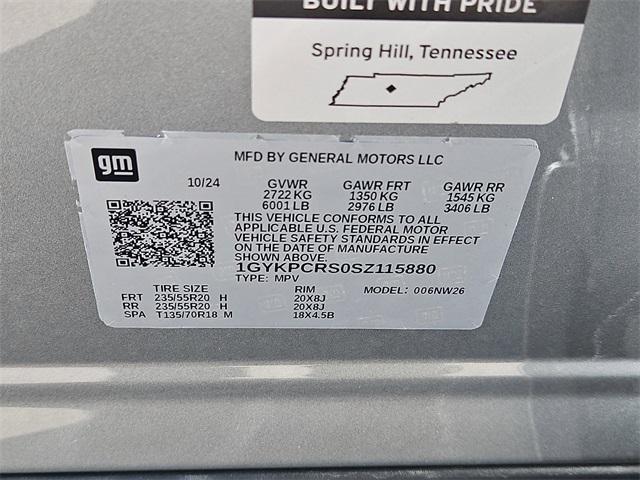 BUILT WITH PRIDE
Spring Hill, Tennessee
gm
MFD BY GENERAL MOTORS LLC
10/24 GVWR GAWR FRT GAWR RR
2722 KG 1350 KG 1545 KG
6001 LB 2976 LB 3406 LB
THIS VEHICLE CONFORMS TO ALL
APPLICABLE U.S. FEDERAL MOTOR
VEHICLE SAFETY STANDARDS IN EFFECT
ON THE DATE OF MANUFACTURE
SHOWN ABOVE.
1GYKPCRS0SZ115880
TYPE: MPV
TIRE SIZE RIM MODEL: 006NW26
FRT 235/55R20 H 20X8J
RR 235/55R20 H 20X8J
SPA T135/70R18 M 18X4.5B